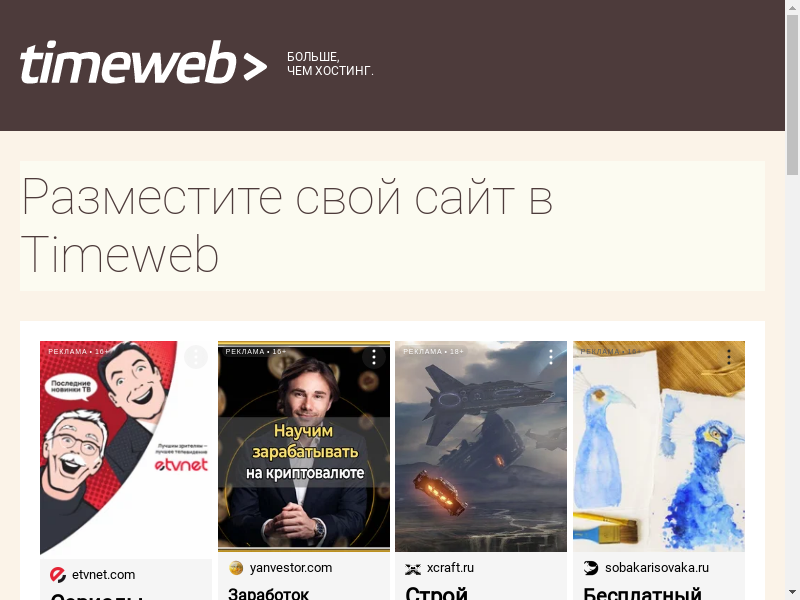 timeweb>
БОЛЬШЕ,
ЧЕМ ХОСТИНГ.
Разместите свой сайт в
Timeweb
РЕКЛАМА • 16+
Последние
новинки ТВ
Лучшим зрителям —
лучшее телевидение
etvnet
etvnet.com
Сериалы
РЕКЛАМА • 16+
Научим
зарабатывать
на криптовалюте
yanvestor.com
Заработок
РЕКЛАМА • 18+
xcraft.ru
Строй
РЕКЛАМА • 16+
sobakarisovaka.ru
Бесплатный